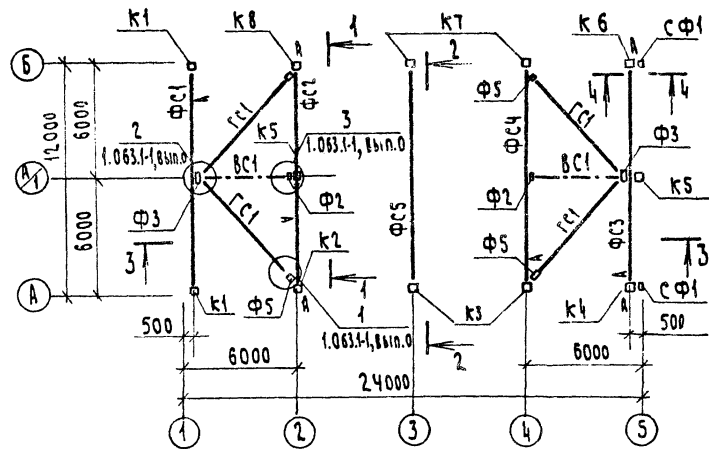 К1
К8
1
К7
К6
СФ1
Б
А
2
4
4
ФС1
ФС2
Ф5
6000
12000
ГС1
ФС4
ГС1
2
1.063.1-1, вып.0
К5
3
1.063.1-1, вып.0
Ф3
А/1
ВС1
ВС1
Ф2
Ф2
К5
Ф3
ФС5
ГС1
ГС1
ФС3
6000
3
К2
Ф5
А
А
3
А
К1
Ф5
А
1
К3
К4
А
СФ1
500
1
1.063.1-1, вып.0
2
500
6000
6000
24000
1
2
3
4
5